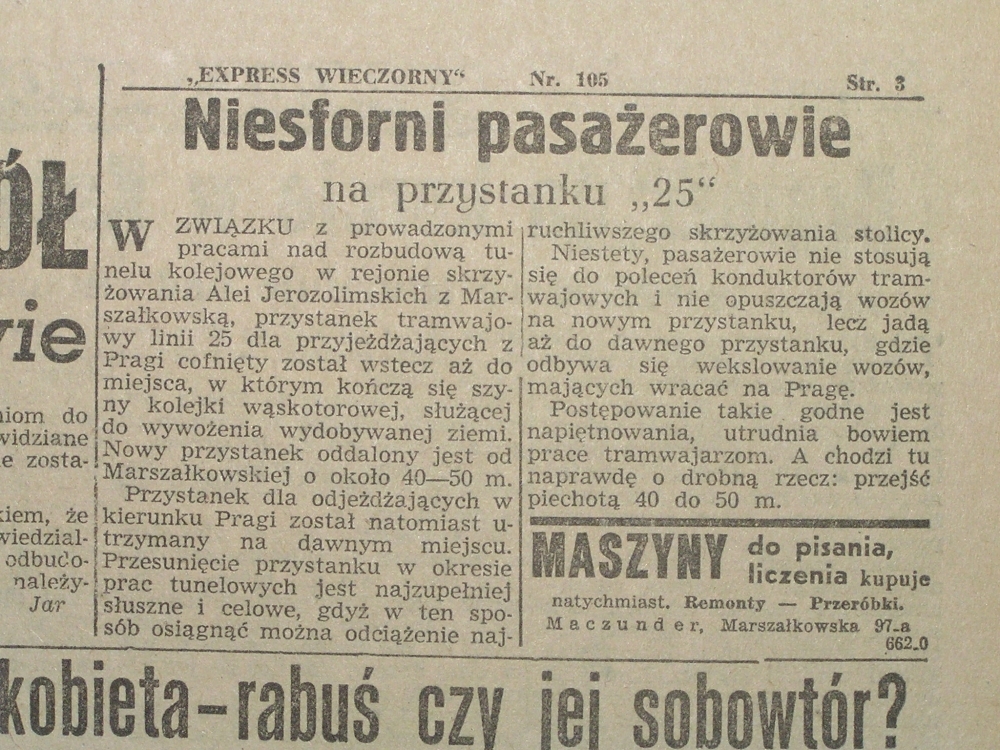 „EXPRESS WIECZORNY“ Nr. 105 Str. 3
ÓŁ
wie
niom do
widziane
e zosta-
kiem, że
wiedzial-
odbudo-
należy-
Jar
Niesforni pasażerowie
na przystanku „25“
W ZWIĄZKU z prowadzonymi
pracami nad rozbudową tu-
nelu kolejowego w rejonie skrzy-
żowania Alei Jerozolimskich z Mar-
szałkowską, przystanek tramwajo-
wy linii 25 dla przyjeżdżających z
Pragi cofnięty został wstecz aż do
miejsca, w którym kończą się szy-
ny kolejki wąskotorowej, służącej
do wywożenia wydobywanej ziemi.
Nowy przystanek oddalony jest od
Marszałkowskiej o około 40—50 m.
Przystanek dla odjeżdżających w
kierunku Pragi został natomiast u-
trzymany na dawnym miejscu.
Przesunięcie przystanku w okresie
prac tunelowych jest najzupełniej
słuszne i celowe, gdyż w ten spo-
sób osiągnąć można odciążenie naj-
ruchliwszego skrzyżowania stolicy.
Niestety, pasażerowie nie stosują
się do poleceń konduktorów tram-
wajowych i nie opuszczają wozów
na nowym przystanku, lecz jadą
aż do dawnego przystanku, gdzie
odbywa się wekslowanie wozów,
mających wracać na Pragę.
Postępowanie takie godne jest
napiętnowania, utrudnia bowiem
prace tramwajarzom. A chodzi tu
naprawdę o drobną rzecz: przejść
piechotą 40 do 50 m.
MASZYNY do pisania,
liczenia kupuje
natychmiast. Remonty — Przeróbki.
Maczunder, Marszałkowska 97-a
662-0
kobieta-rabuś czy jej sobowtór?